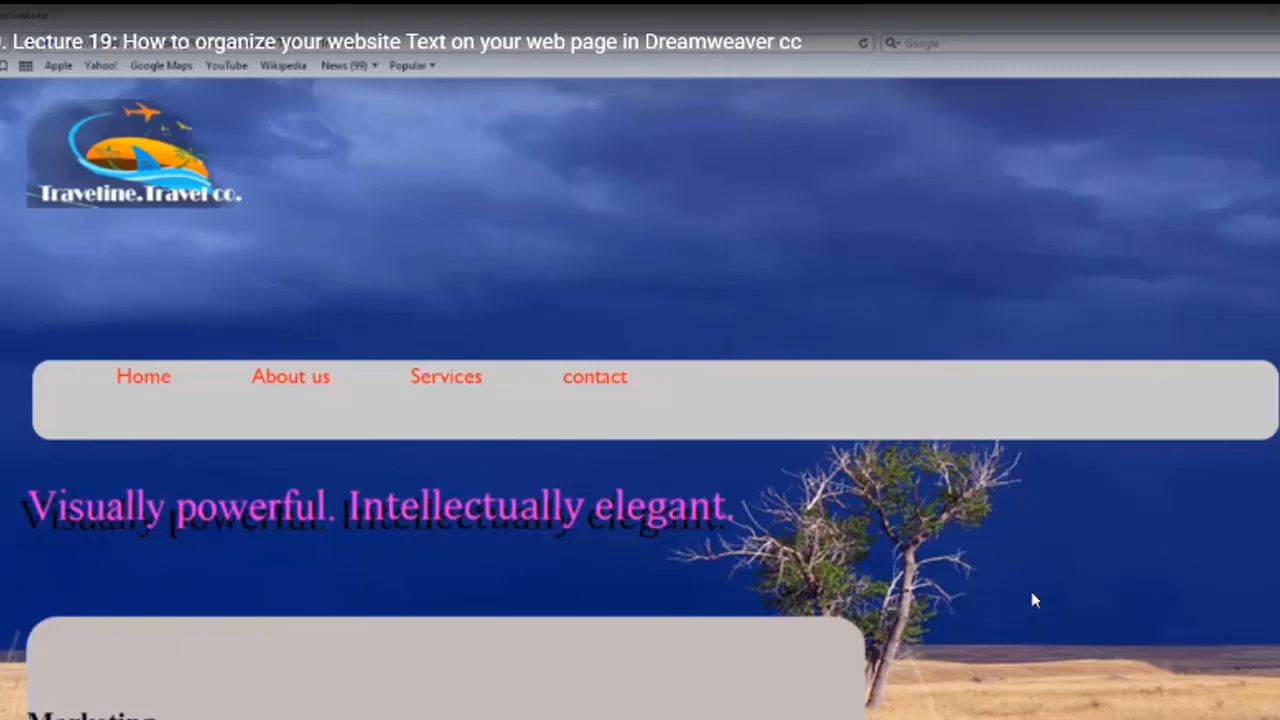 . Lecture 19: How to organize your website Text on your web page in Dreamweaver cc
Google
Apple Yahoo! Google Maps YouTube Wikipedia News (99) Popular
Traveline.Travel co.
Home About us Services contact
Visually powerful. Intellectually elegant.
Marketing